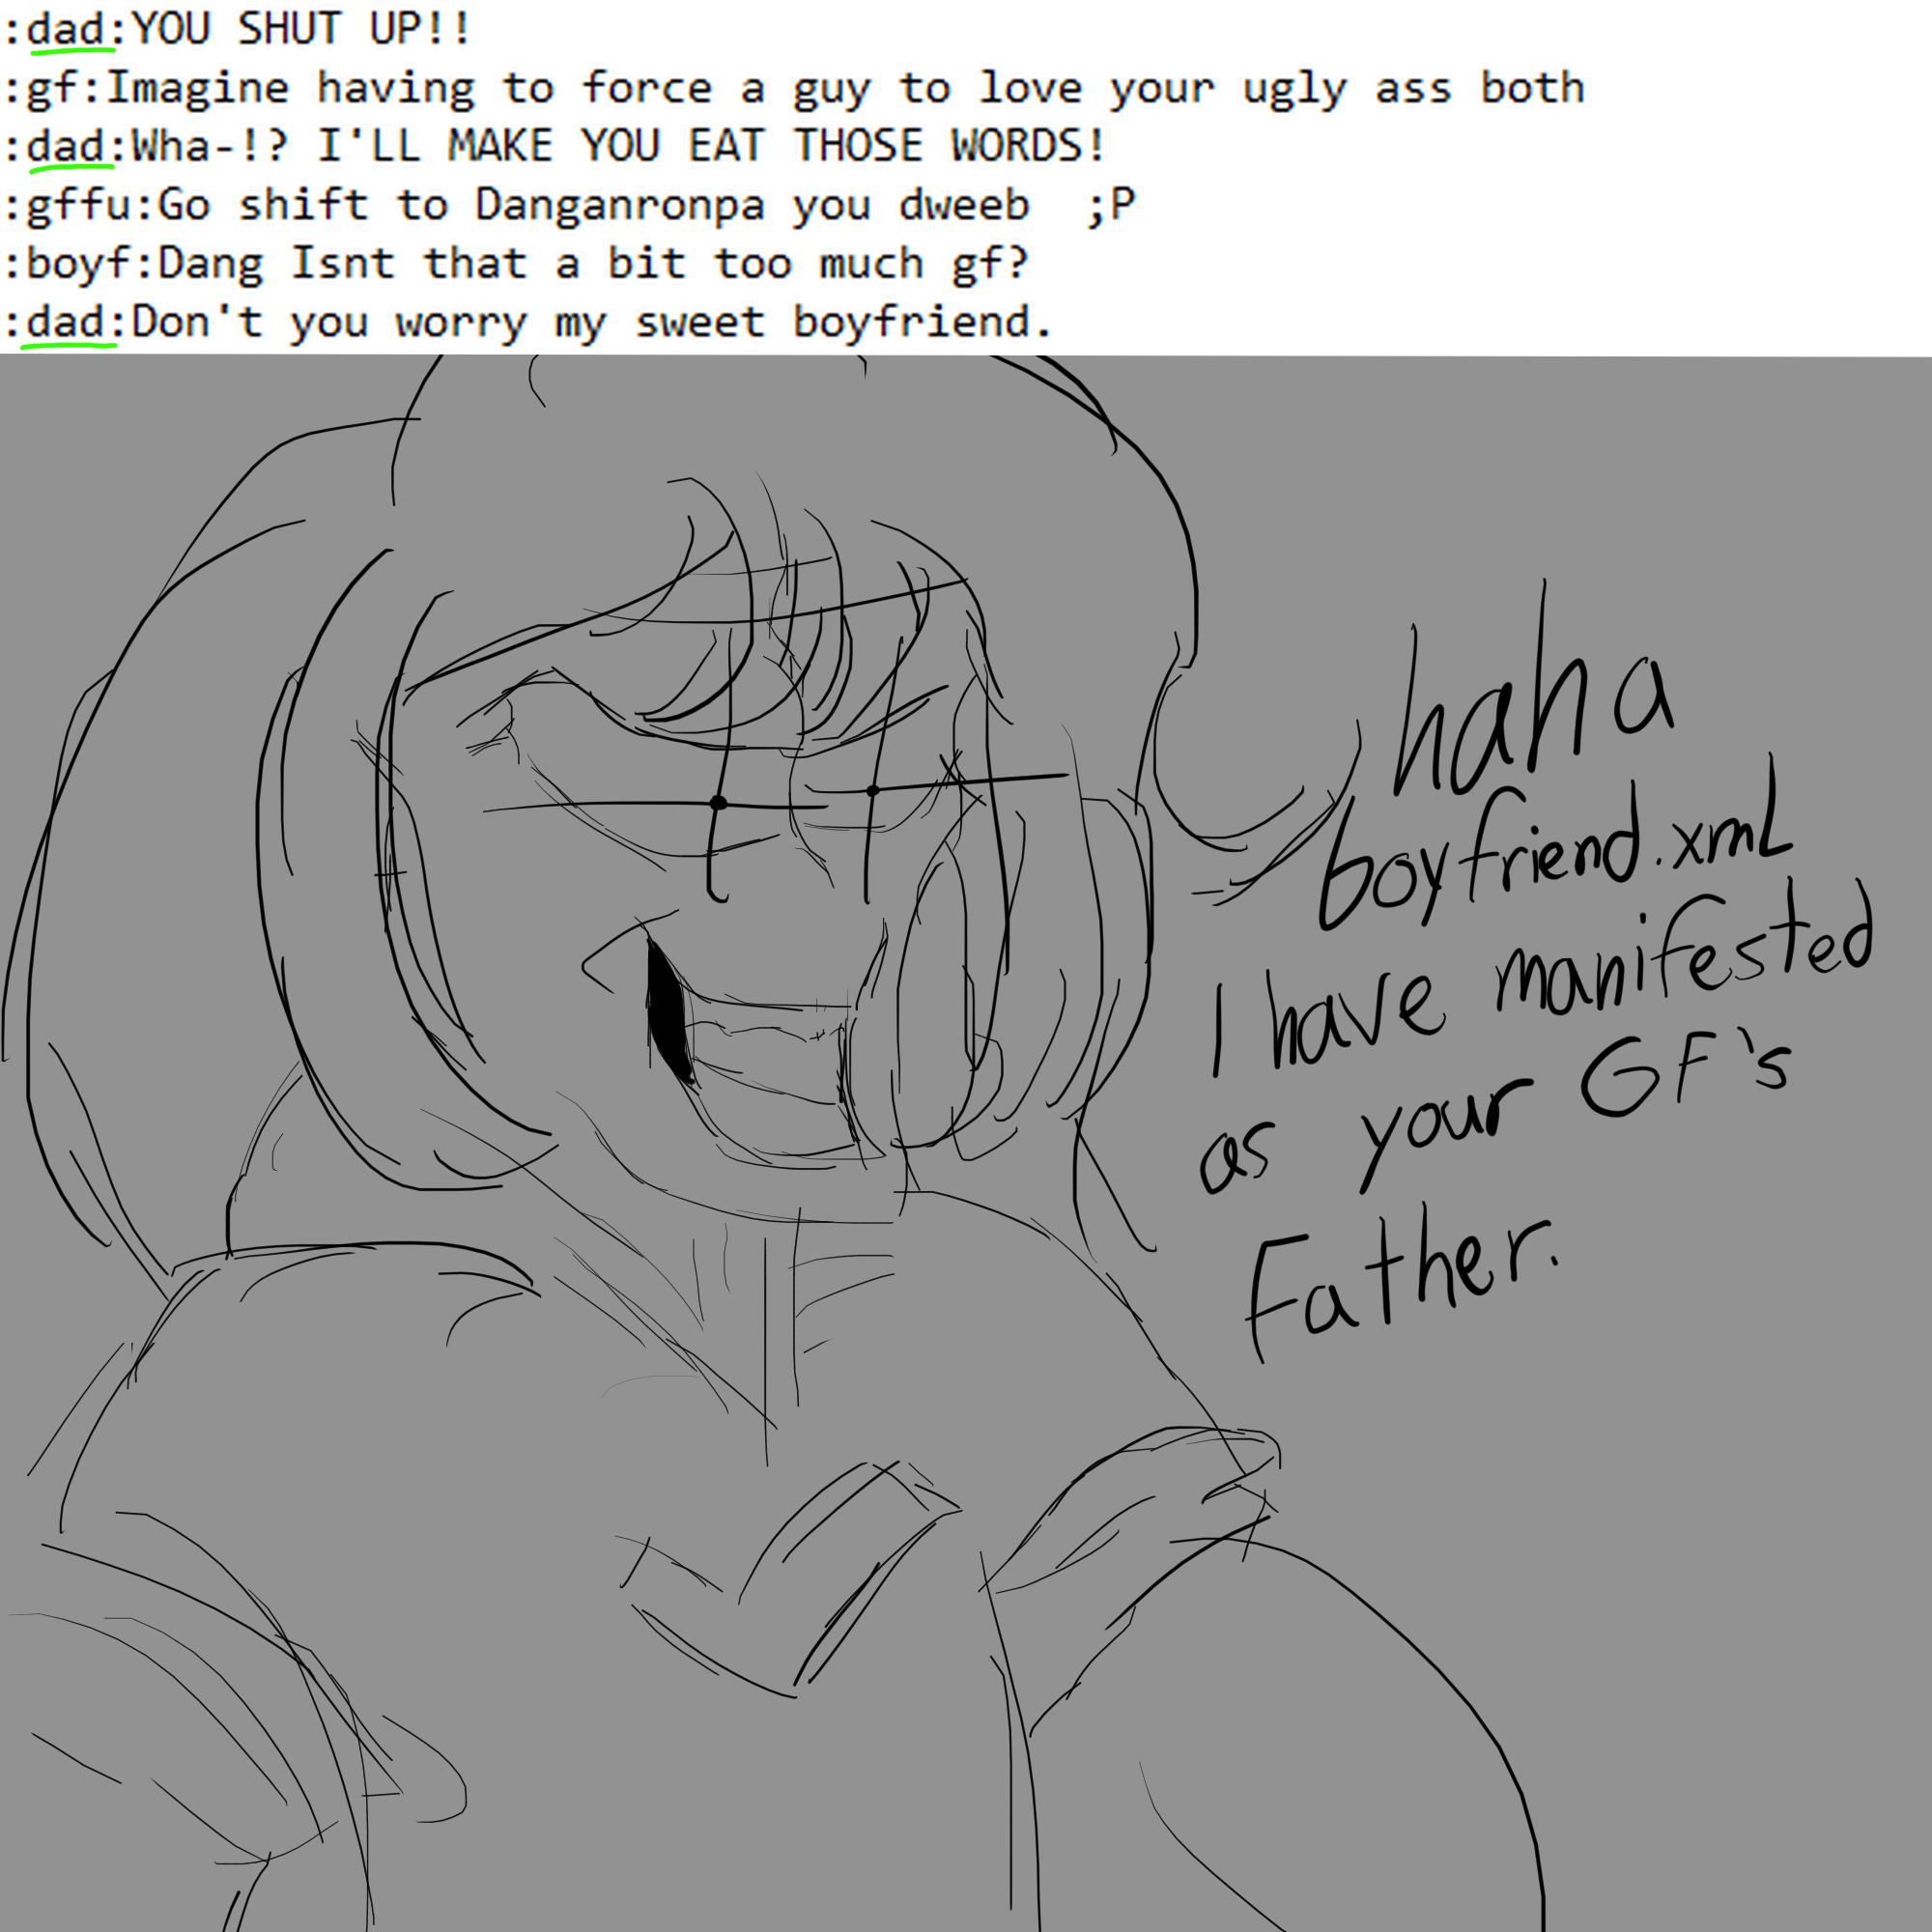 :dad:YOU SHUT UP!!
:gf:Imagine having to force a guy to love your ugly ass both
:dad:Wha-!? I'LL MAKE YOU EAT THOSE WORDS!
:gffu:Go shift to Danganronpa you dweeb  ;P
:boyf:Dang Isnt that a bit too much gf?
:dad:Don't you worry my sweet boyfriend.
haha
boyfriend.xmL
i have manifested
as your GF's
Father.